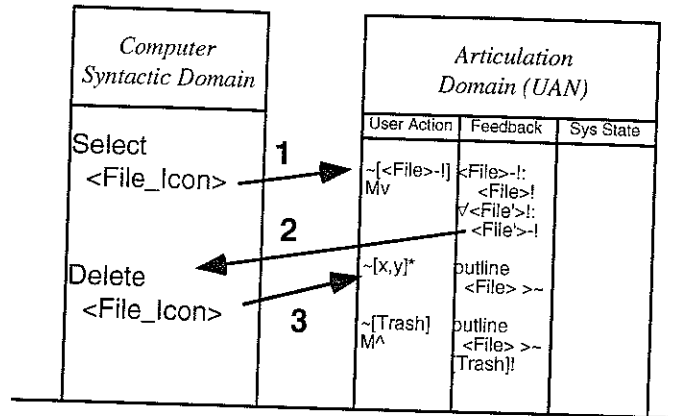 Computer
Syntactic Domain
Articulation
Domain (UAN)
User Action
Feedback
Sys State
Select
<File_Icon>
1
~[<File>-!]
Mv
<File>-!:
<File>!
∀<File'>!:
<File'>-!
2
Delete
<File_Icon>
3
~[x,y]*
outline
<File> >~
~[Trash]
M^
outline
<File> >~
[Trash]!